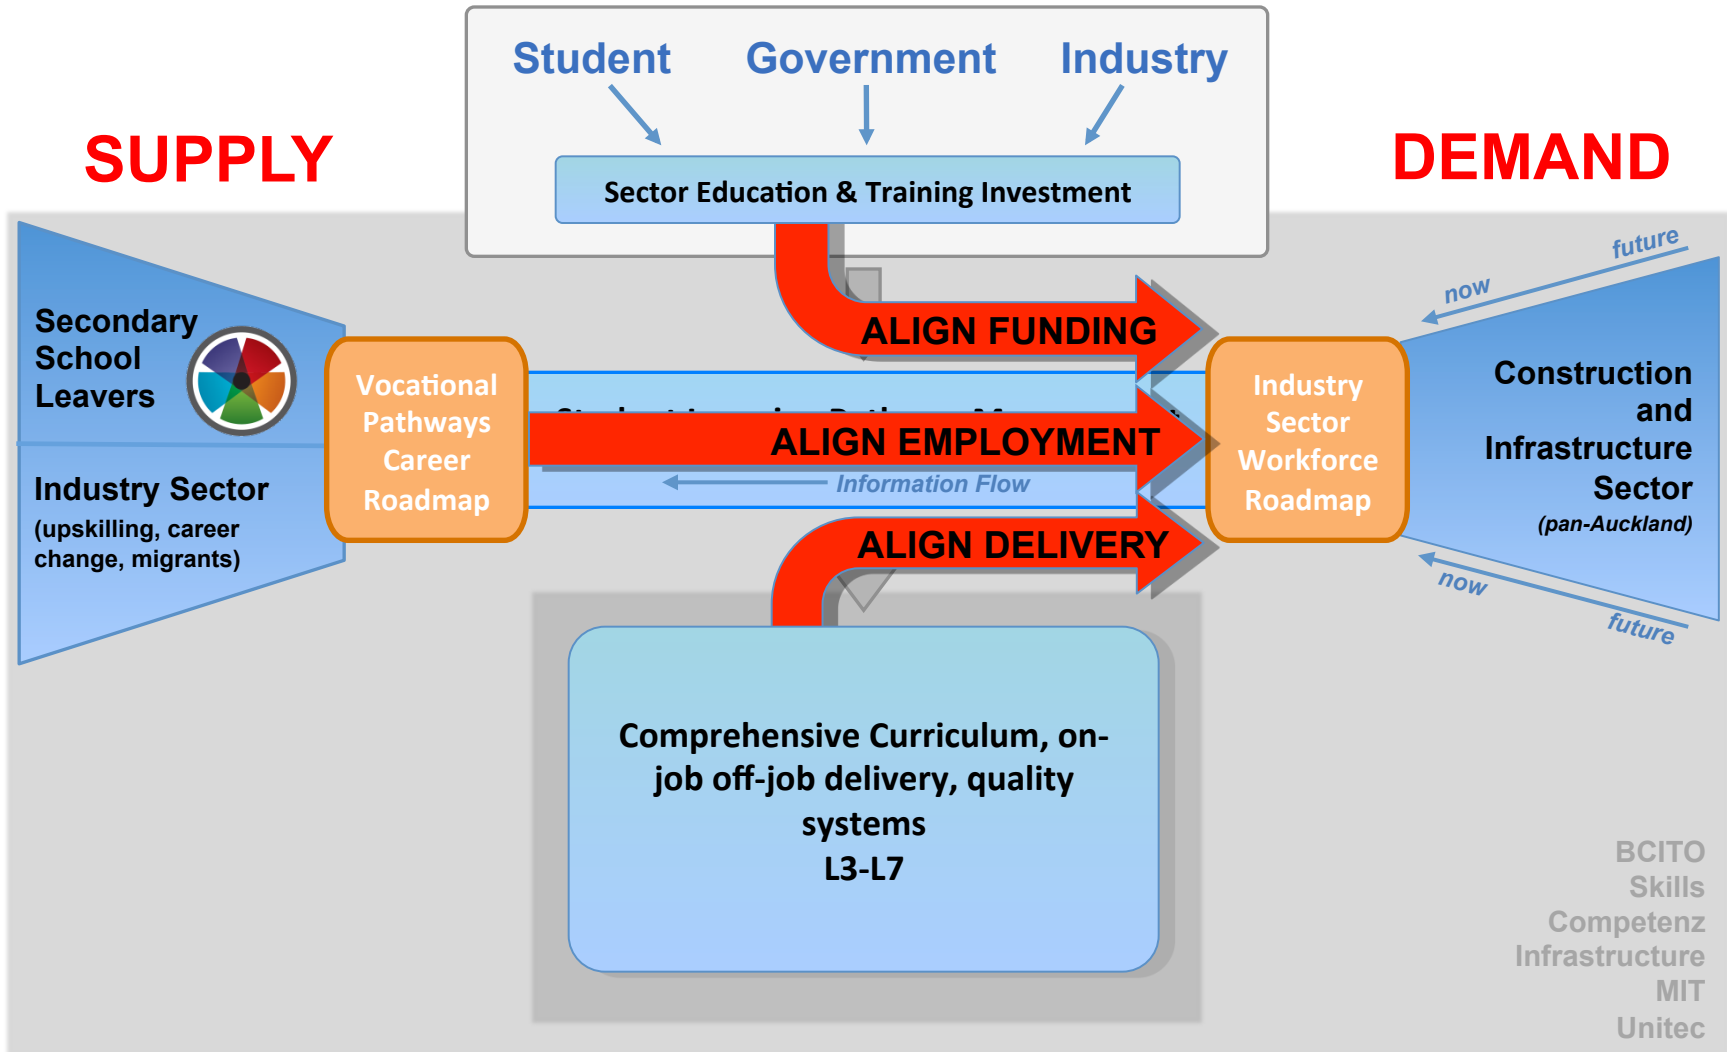 Student Government Industry
SUPPLY
DEMAND
Sector Education & Training Investment
future
now
ALIGN FUNDING
Secondary
School
Leavers
Vocational
Pathways
Career
Roadmap
Industry
Sector
Workforce
Roadmap
Construction
and
Infrastructure
Sector
(pan-Auckland)
ALIGN EMPLOYMENT
Information Flow
Industry Sector
(upskilling, career
change, migrants)
ALIGN DELIVERY
now
future
Comprehensive Curriculum, on-
job off-job delivery, quality
systems
L3-L7
BCITO
Skills
Competenz
Infrastructure
MIT
Unitec